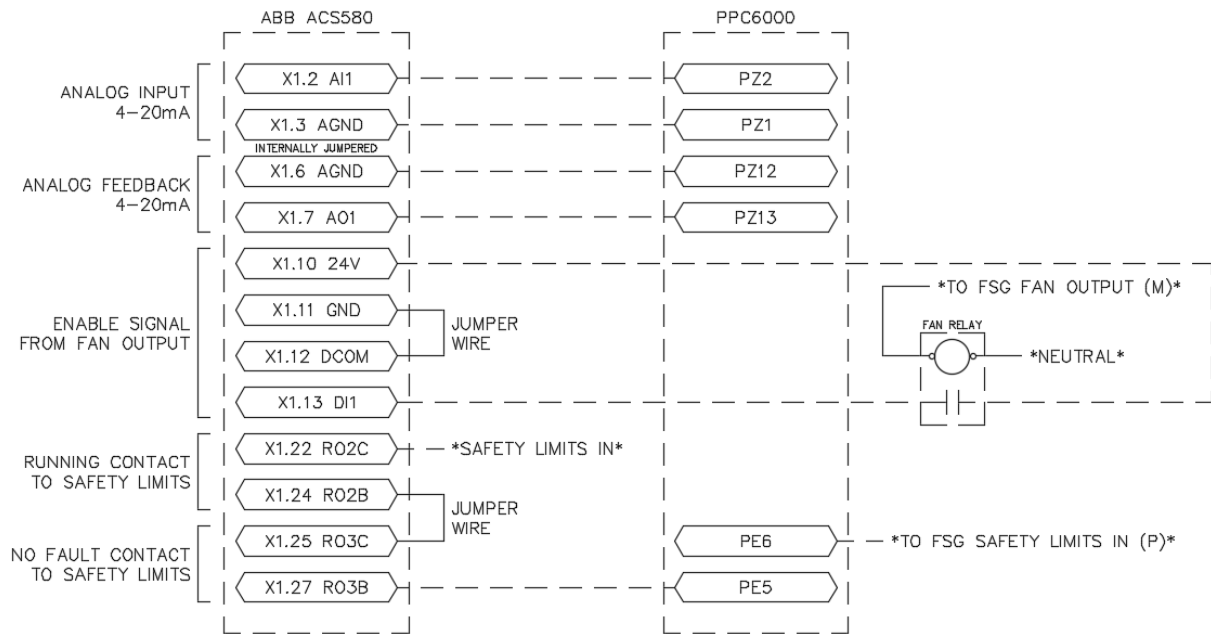 ABB ACS580
PPC6000
ANALOG INPUT
4-20mA
X1.2 AI1
PZ2
X1.3 AGND
PZ1
INTERNALLY JUMPERED
ANALOG FEEDBACK
4-20mA
X1.6 AGND
PZ12
X1.7 AO1
PZ13
ENABLE SIGNAL
FROM FAN OUTPUT
X1.10 24V
X1.11 GND
X1.12 DCOM
JUMPER
WIRE
X1.13 DI1
*TO FSG FAN OUTPUT (M)*
FAN RELAY
*NEUTRAL*
RUNNING CONTACT
TO SAFETY LIMITS
X1.22 RO2C
*SAFETY LIMITS IN*
X1.24 RO2B
JUMPER
WIRE
NO FAULT CONTACT
TO SAFETY LIMITS
X1.25 RO3C
PE6
*TO FSG SAFETY LIMITS IN (P)*
X1.27 RO3B
PE5